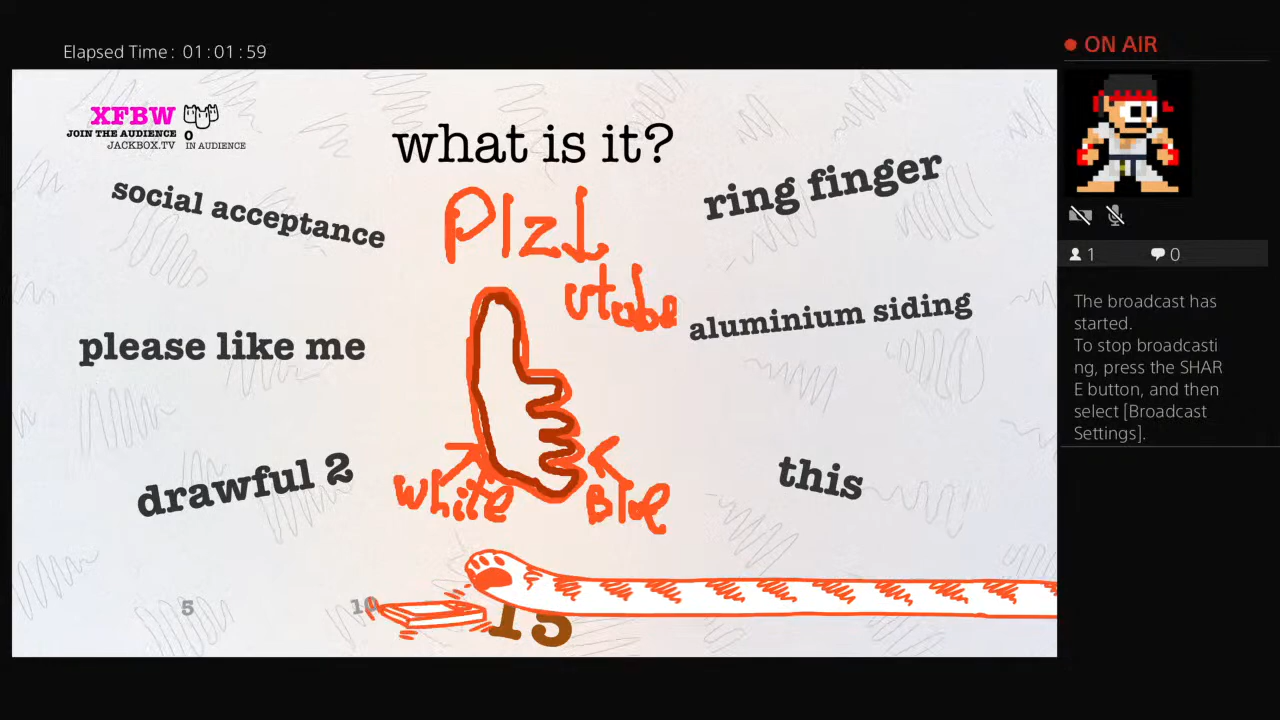 Elapsed Time: 01:01:59
ON AIR
XFBW
JOIN THE AUDIENCE
JACKBOX.TV
0
IN AUDIENCE
what is it?
social acceptance
ring finger
Plz
utube
please like me
aluminium siding
drawful 2
this
white
Blue
5
10
15
1
0
The broadcast has
started.
To stop broadcasti
ng, press the SHAR
E button, and then
select [Broadcast
Settings].